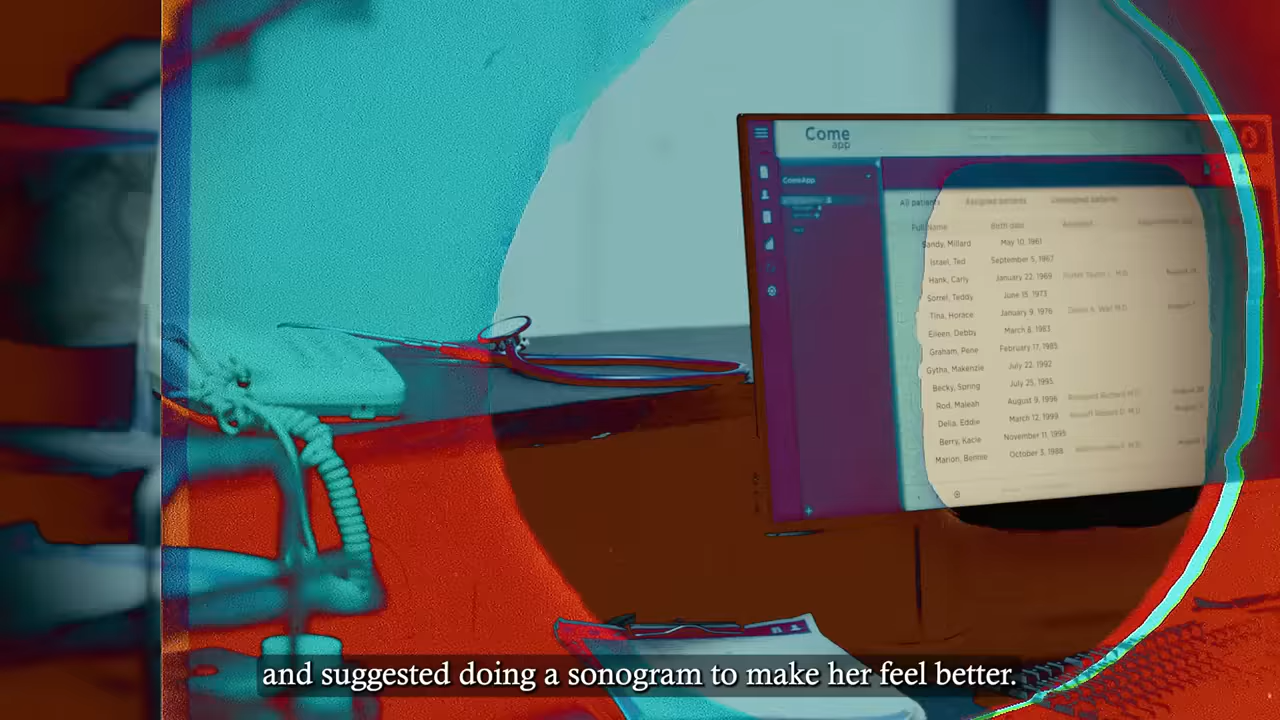 Come
app
ComeApp
All patients Assigned patients Unassigned patients
Full Name Birth date Assigned
Sandy, Millard May 10, 1961
Israel, Ted September 5, 1967
Hank, Carly January 22, 1969
Sorrel, Teddy June 15, 1973
Tina, Horace January 9, 1976
Eileen, Debby March 8, 1983
Graham, Pene February 17, 1985
Gytha, Makenzie July 22, 1992
Becky, Spring July 25, 1995
Rod, Maleah August 9, 1996
Delia, Eddie March 12, 1999
Berry, Kacie November 11, 1995
Marion, Bennie October 3, 1988
and suggested doing a sonogram to make her feel better.